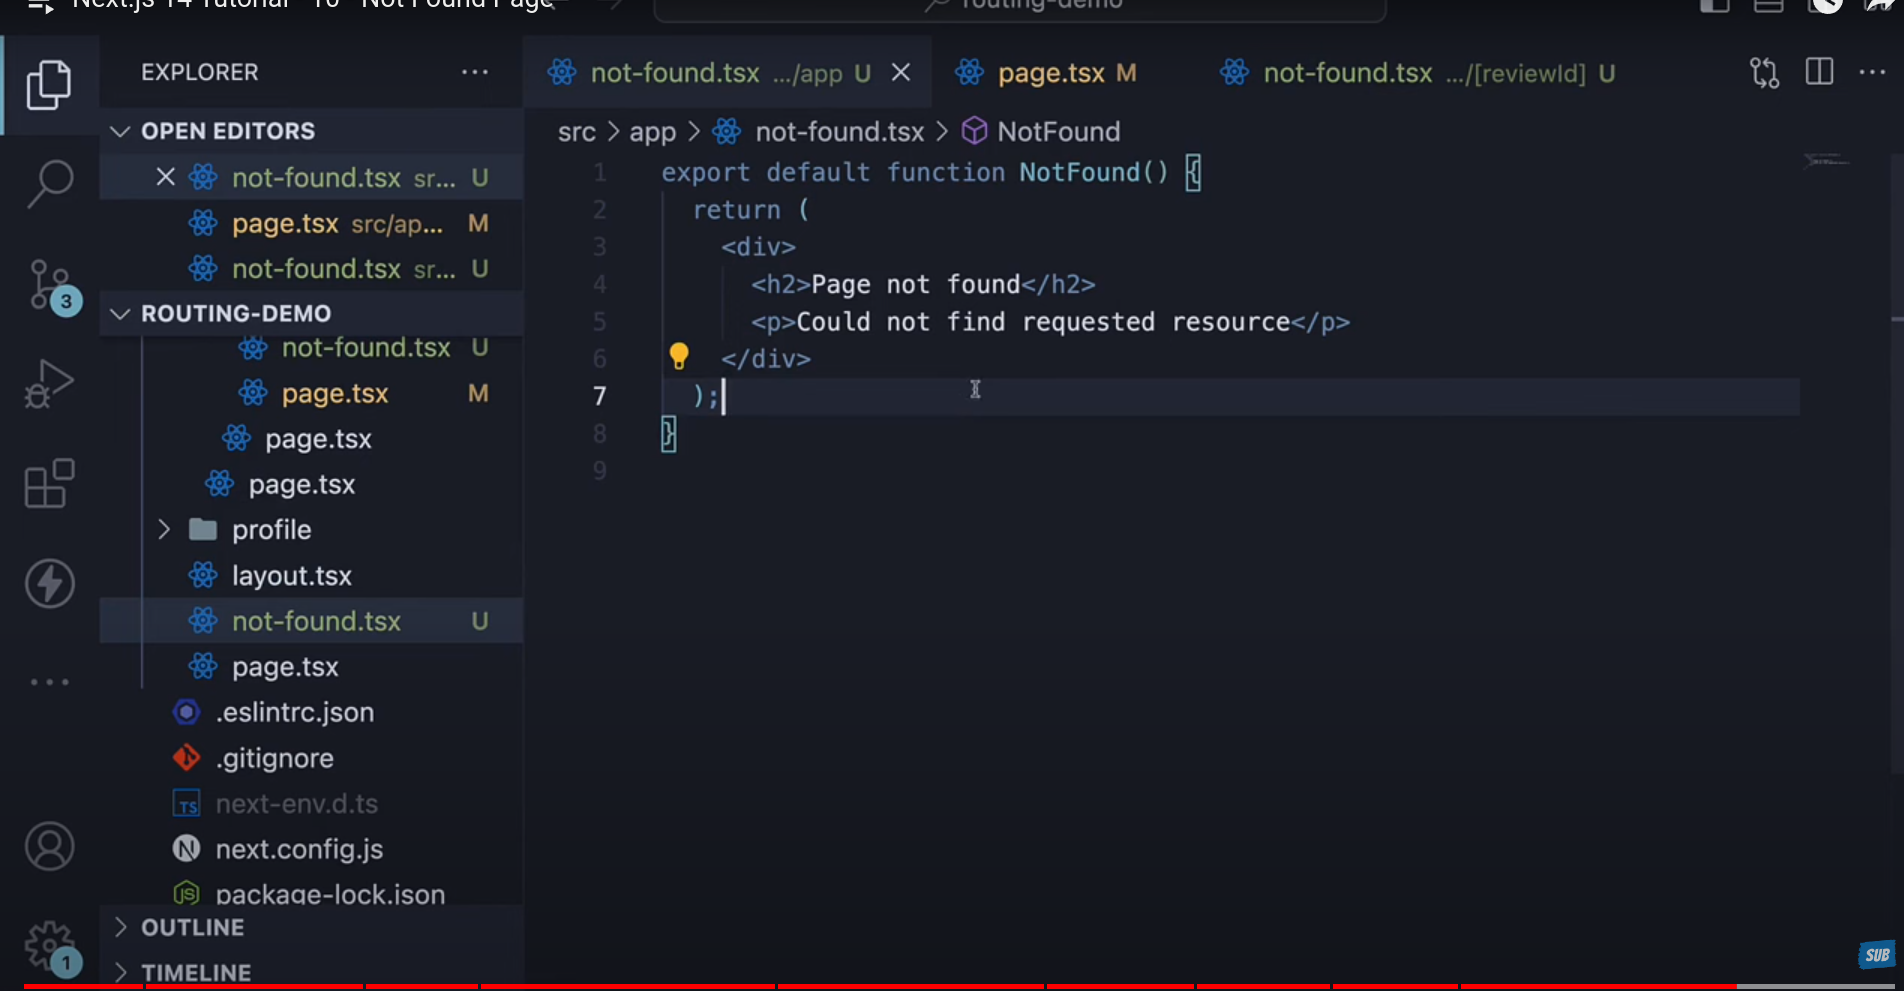 Next.js 14 Tutorial - 10 - Not Found Page
routing-demo
EXPLORER
not-found.tsx .../app U
page.tsx M
not-found.tsx .../[reviewId] U
OPEN EDITORS
src > app > not-found.tsx > NotFound
not-found.tsx sr... U
page.tsx src/ap... M
not-found.tsx sr... U
3
ROUTING-DEMO
not-found.tsx U
page.tsx M
page.tsx
page.tsx
profile
layout.tsx
not-found.tsx U
page.tsx
.eslintrc.json
.gitignore
TS next-env.d.ts
N next.config.js
JS package-lock.json
OUTLINE
1
TIMELINE
1 export default function NotFound() {
2 return (
3 <div>
4 <h2>Page not found</h2>
5 <p>Could not find requested resource</p>
6 </div>
7 );
8 }
9
SUB